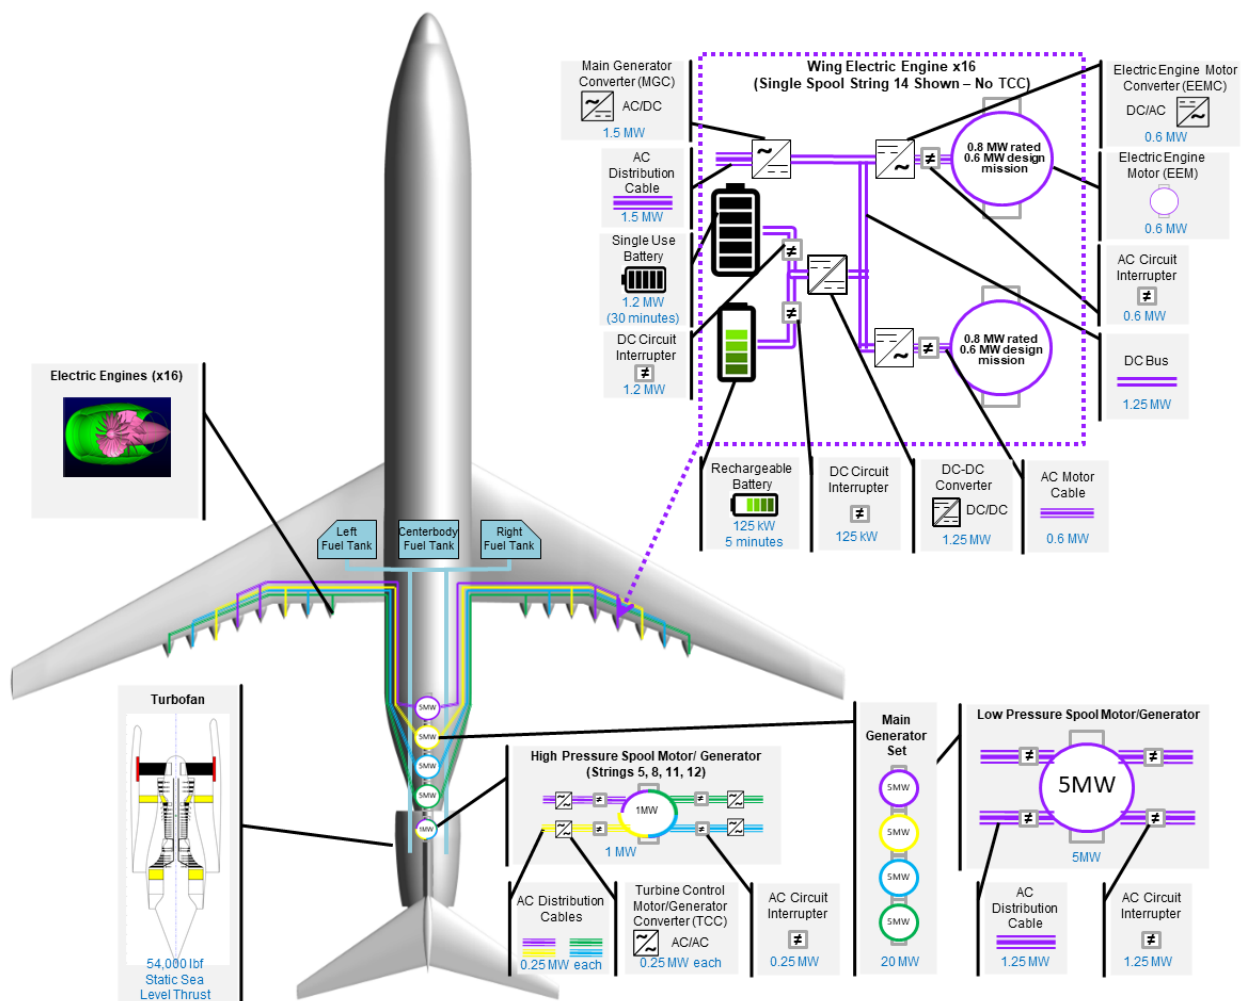 Wing Electric Engine x16
(Single Spool String 14 Shown – No TCC)
Main Generator
Converter (MGC)
AC/DC
1.5 MW
AC
Distribution
Cable
1.5 MW
Single Use
Battery
1.2 MW
(30 minutes)
DC Circuit
Interrupter
≠
1.2 MW
~
~
≠
0.8 MW rated
0.6 MW design
mission
≠
≠
~
≠
0.8 MW rated
0.6 MW design
mission
Electric Engine Motor
Converter (EEMC)
DC/AC
~
0.6 MW
Electric Engine
Motor (EEM)
0.6 MW
AC Circuit
Interrupter
≠
0.6 MW
DC Bus
1.25 MW
Rechargeable
Battery
125 kW
5 minutes
DC Circuit
Interrupter
≠
125 kW
DC-DC
Converter
DC/DC
1.25 MW
AC Motor
Cable
0.6 MW
Electric Engines (x16)
Left
Fuel Tank
Centerbody
Fuel Tank
Right
Fuel Tank
5MW
5MW
5MW
5MW
1MW
Turbofan
54,000 lbf
Static Sea
Level Thrust
High Pressure Spool Motor/ Generator
(Strings 5, 8, 11, 12)
≠
1MW
≠
≠
≠
1 MW
AC Distribution
Cables
0.25 MW each
Turbine Control
Motor/Generator
Converter (TCC)
AC/AC
0.25 MW each
AC Circuit
Interrupter
≠
0.25 MW
Main
Generator
Set
5MW
5MW
5MW
5MW
20 MW
Low Pressure Spool Motor/Generator
≠
≠
5MW
≠
≠
5MW
AC
Distribution
Cable
1.25 MW
AC Circuit
Interrupter
≠
1.25 MW